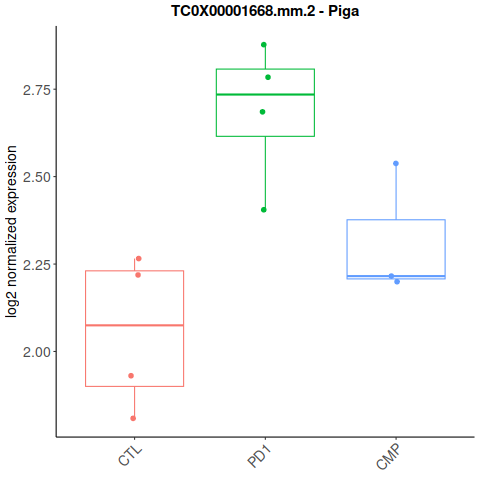 TC0X00001668.mm.2 - Piga
log2 normalized expression
2.75
2.50
2.25
2.00
CTL
PD1
CMP